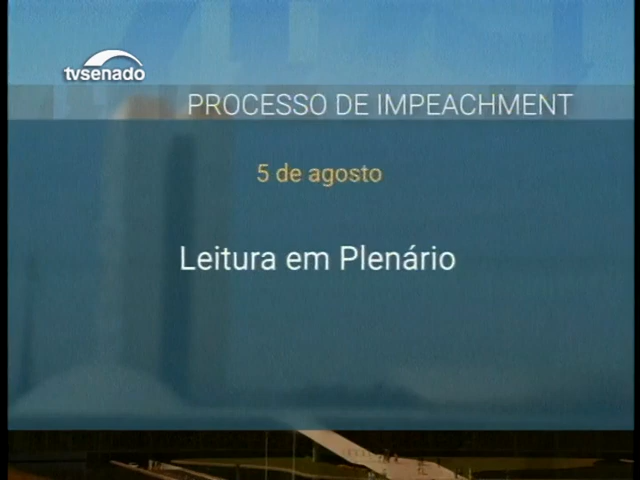 tvsenado
PROCESSO DE IMPEACHMENT
5 de agosto
Leitura em Plenário